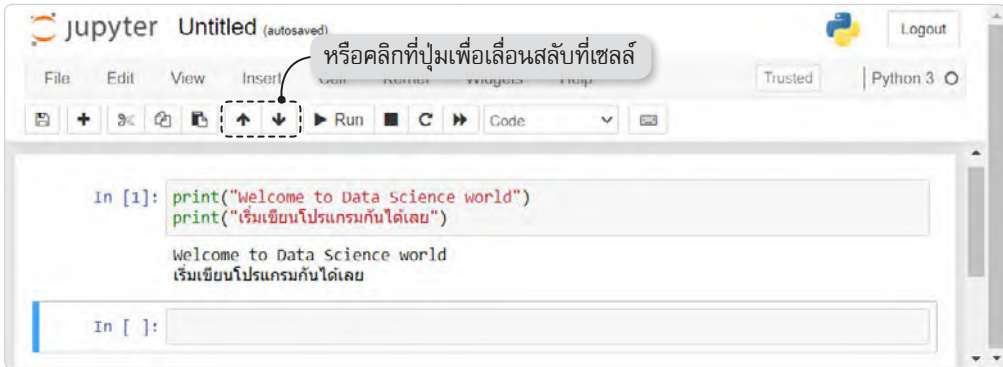 jupyter Untitled (autosaved) Logout
หรือคลิกที่ปุ่มเพื่อเลื่อนสลับที่เซลล์
File Edit View Insert Cell Kernel Widgets Help Trusted Python 3
Run Code
In [1]: print("Welcome to Data Science world")
print("เริ่มเขียนโปรแกรมกันได้เลย")
Welcome to Data Science world
เริ่มเขียนโปรแกรมกันได้เลย
In [ ]: